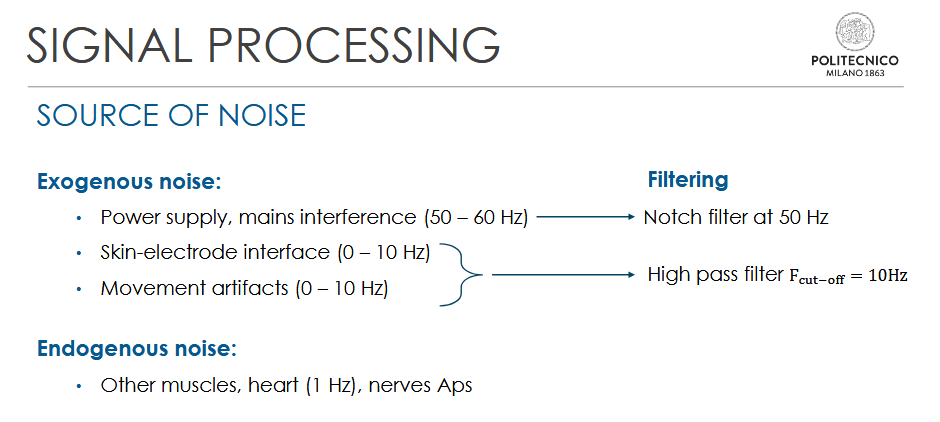 SIGNAL PROCESSING
POLITECNICO
MILANO 1863
SOURCE OF NOISE
Exogenous noise:
Filtering
• Power supply, mains interference (50 – 60 Hz)
Notch filter at 50 Hz
• Skin-electrode interface (0 – 10 Hz)
• Movement artifacts (0 – 10 Hz)
High pass filter F_cut−off = 10Hz
Endogenous noise:
• Other muscles, heart (1 Hz), nerves Aps